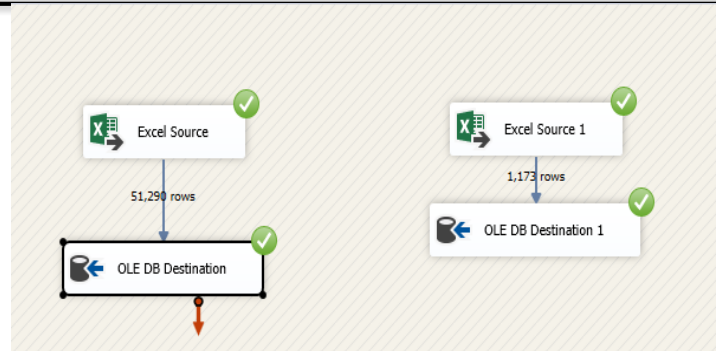 Excel Source
51,290 rows
OLE DB Destination
Excel Source 1
1,173 rows
OLE DB Destination 1